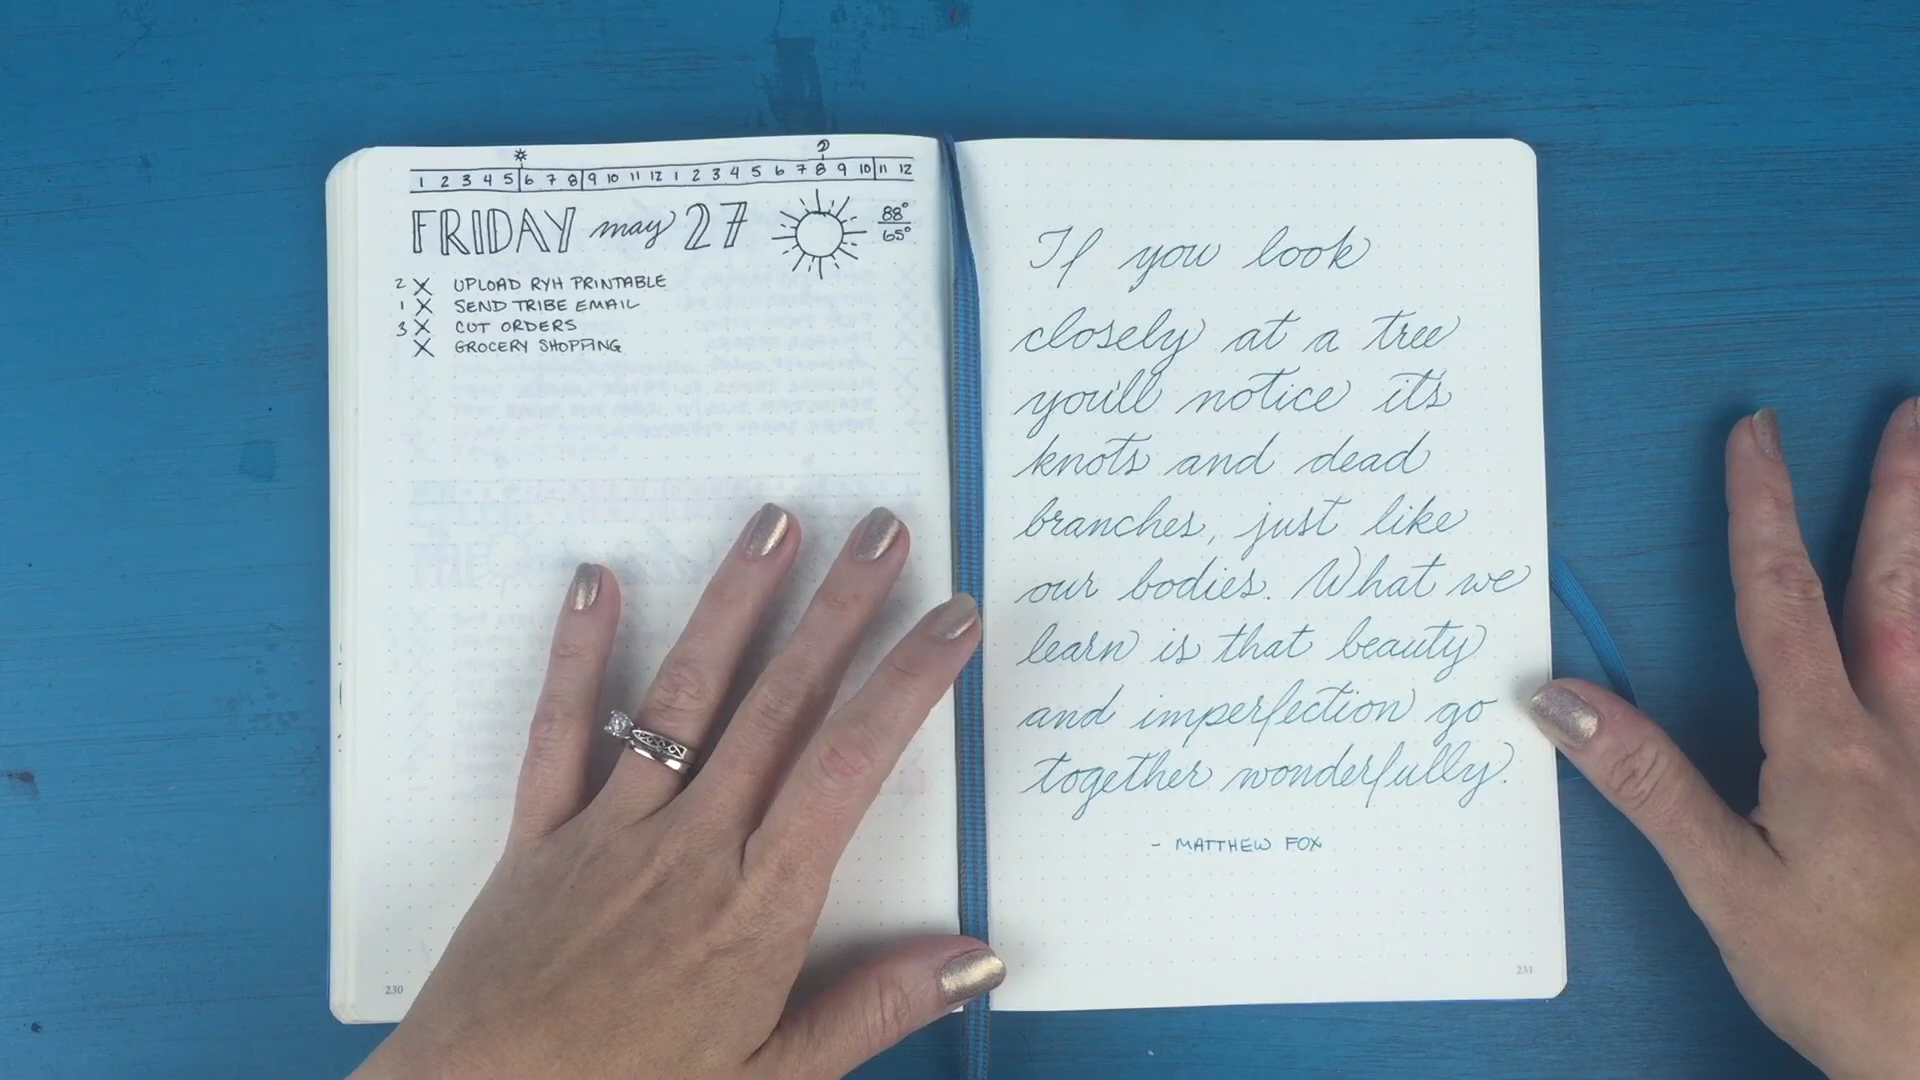 1 2 3 4 5 6 7 8 9 10 11 12 1 2 3 4 5 6 7 8 9 10 11 12
FRIDAY may 27
88°
65°
2 X UPLOAD RYH PRINTABLE
1 X SEND TRIBE EMAIL
3 X CUT ORDERS
X GROCERY SHOPPING
230
If you look
closely at a tree
you'll notice it's
knots and dead
branches, just like
our bodies. What we
learn is that beauty
and imperfection go
together wonderfully.
- MATTHEW FOX
231